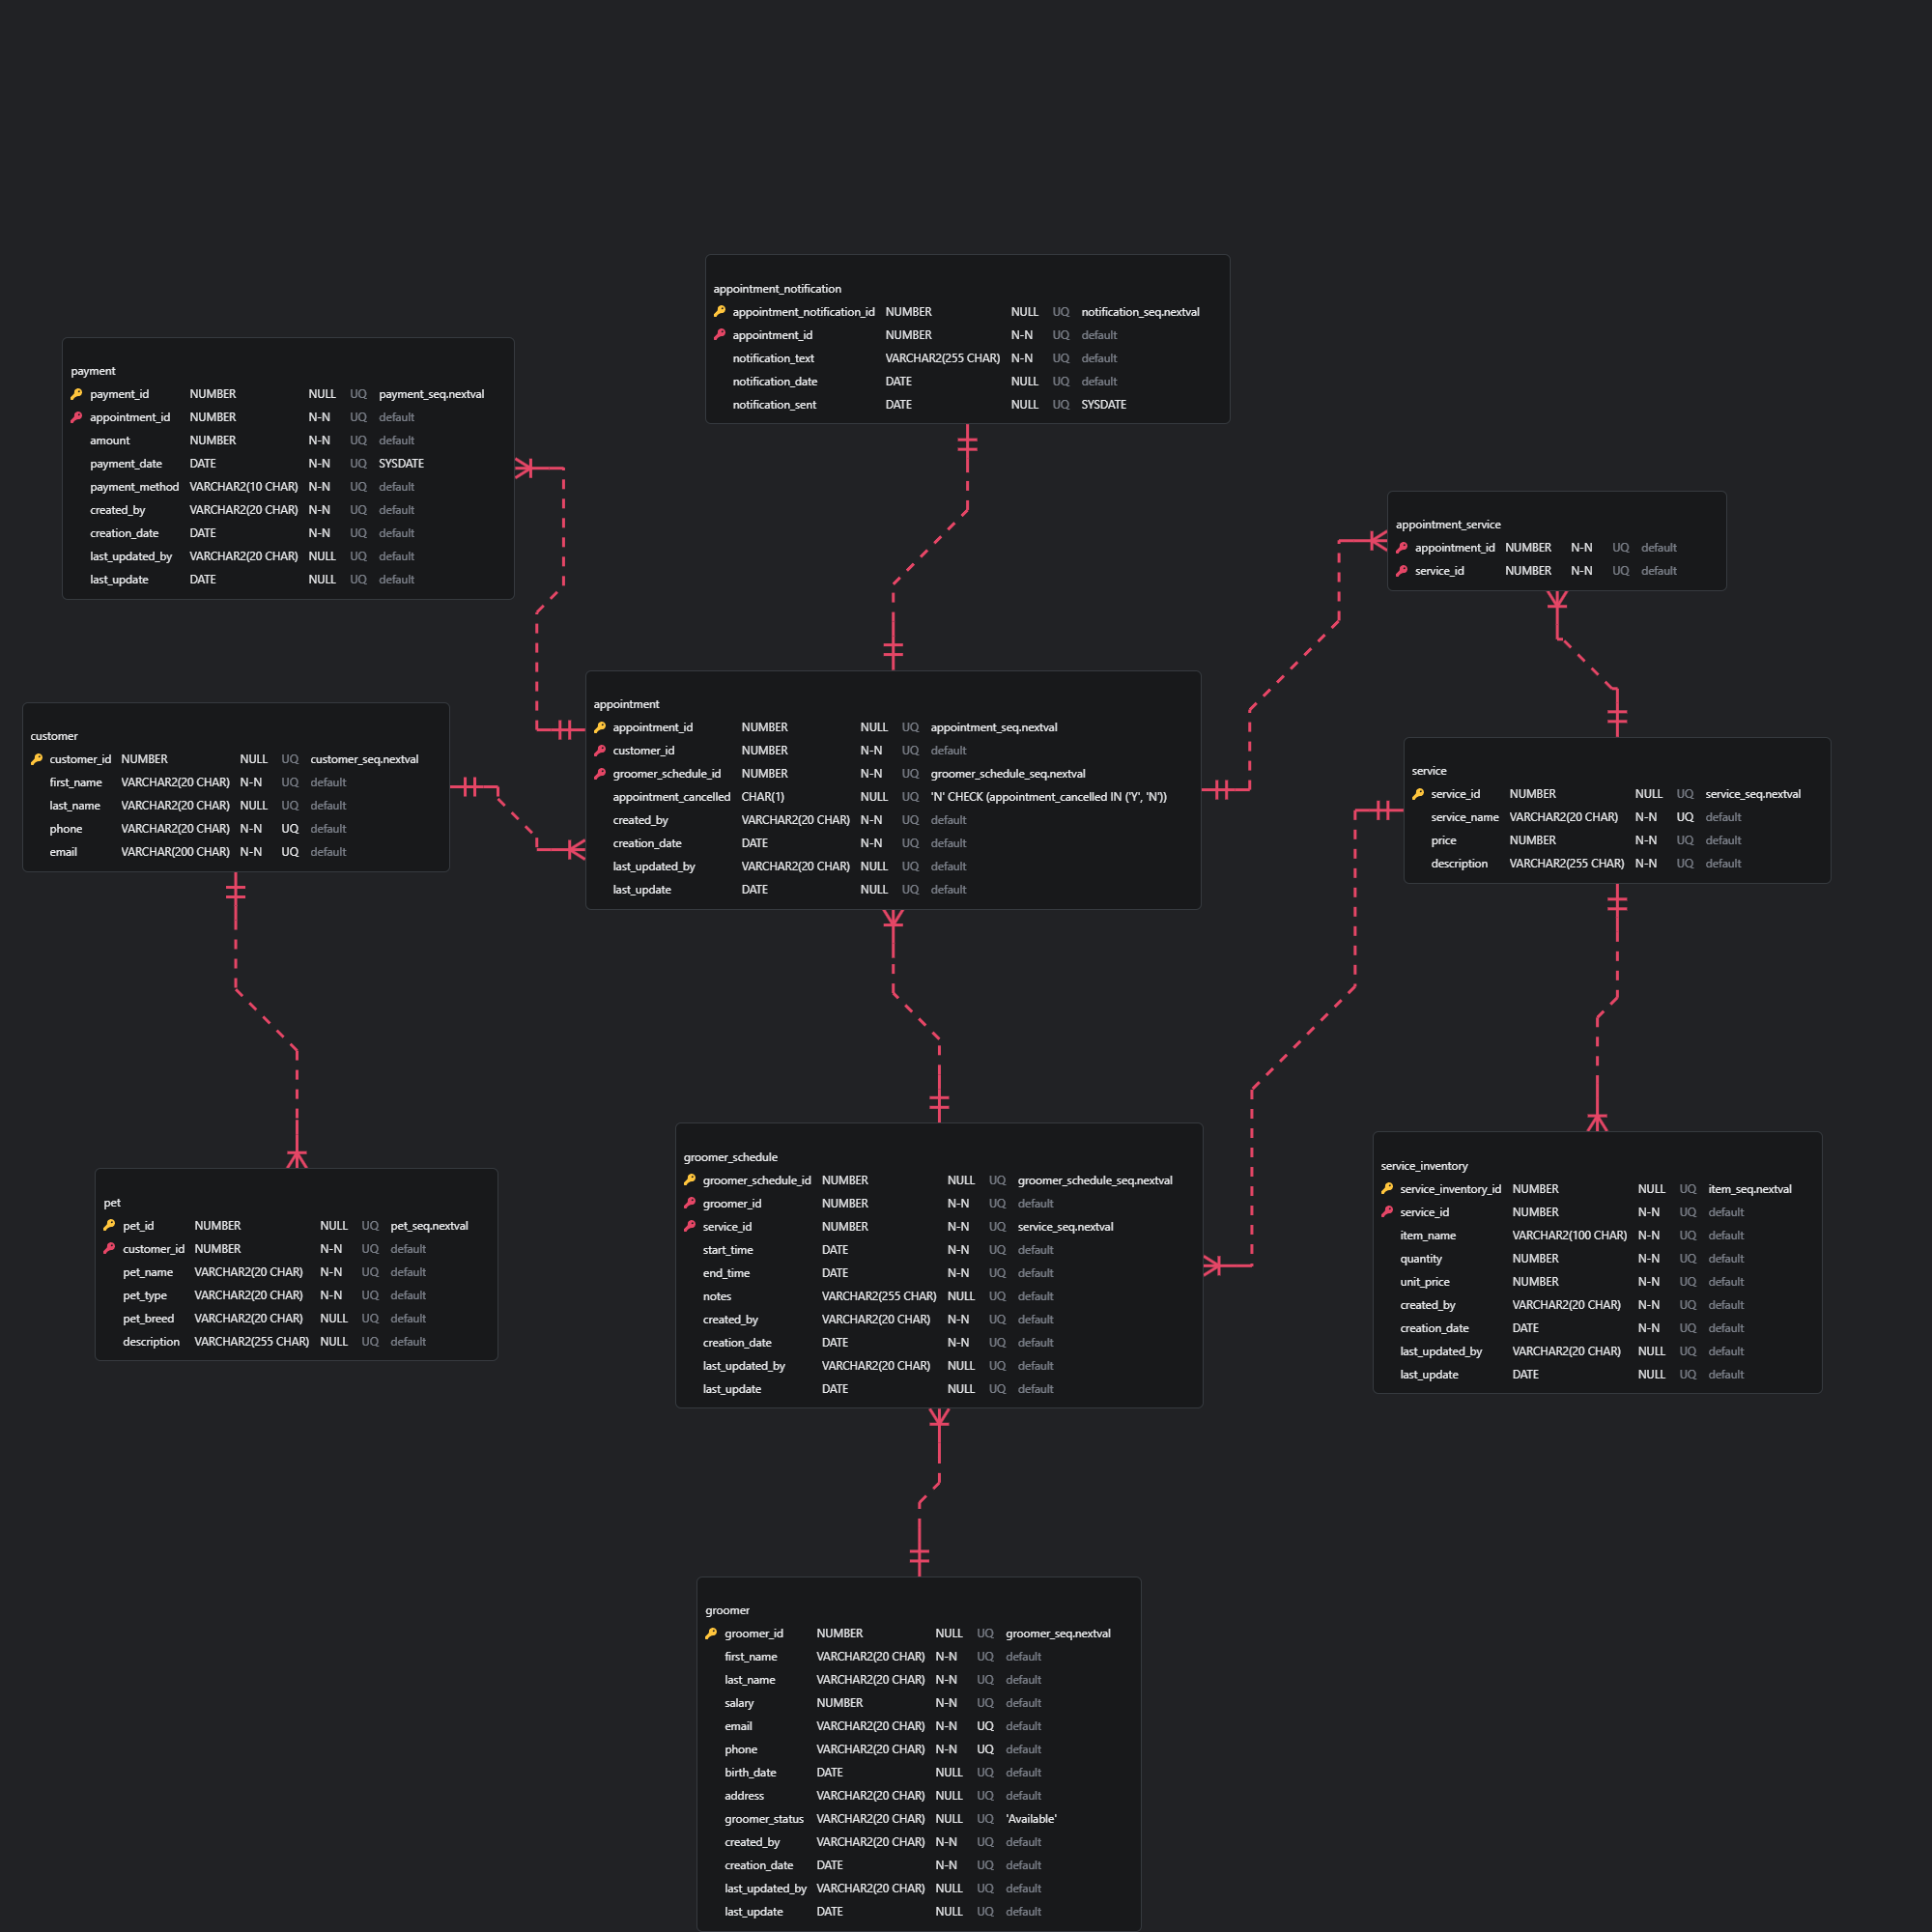 appointment_notification
appointment_notification_id NUMBER NULL UQ notification_seq.nextval
appointment_id NUMBER N-N UQ default
notification_text VARCHAR2(255 CHAR) N-N UQ default
notification_date DATE NULL UQ default
notification_sent DATE NULL UQ SYSDATE
payment
payment_id NUMBER NULL UQ payment_seq.nextval
appointment_id NUMBER N-N UQ default
amount NUMBER N-N UQ default
payment_date DATE N-N UQ SYSDATE
payment_method VARCHAR2(10 CHAR) N-N UQ default
created_by VARCHAR2(20 CHAR) N-N UQ default
creation_date DATE N-N UQ default
last_updated_by VARCHAR2(20 CHAR) NULL UQ default
last_update DATE NULL UQ default
appointment_service
appointment_id NUMBER N-N UQ default
service_id NUMBER N-N UQ default
appointment
appointment_id NUMBER NULL UQ appointment_seq.nextval
customer_id NUMBER N-N UQ default
groomer_schedule_id NUMBER N-N UQ groomer_schedule_seq.nextval
appointment_cancelled CHAR(1) NULL UQ 'N' CHECK (appointment_cancelled IN ('Y', 'N'))
created_by VARCHAR2(20 CHAR) N-N UQ default
creation_date DATE N-N UQ default
last_updated_by VARCHAR2(20 CHAR) NULL UQ default
last_update DATE NULL UQ default
customer
customer_id NUMBER NULL UQ customer_seq.nextval
first_name VARCHAR2(20 CHAR) N-N UQ default
last_name VARCHAR2(20 CHAR) NULL UQ default
phone VARCHAR2(20 CHAR) N-N UQ default
email VARCHAR(200 CHAR) N-N UQ default
service
service_id NUMBER NULL UQ service_seq.nextval
service_name VARCHAR2(20 CHAR) N-N UQ default
price NUMBER N-N UQ default
description VARCHAR2(255 CHAR) N-N UQ default
groomer_schedule
groomer_schedule_id NUMBER NULL UQ groomer_schedule_seq.nextval
groomer_id NUMBER N-N UQ default
service_id NUMBER N-N UQ service_seq.nextval
start_time DATE N-N UQ default
end_time DATE N-N UQ default
notes VARCHAR2(255 CHAR) NULL UQ default
created_by VARCHAR2(20 CHAR) N-N UQ default
creation_date DATE N-N UQ default
last_updated_by VARCHAR2(20 CHAR) NULL UQ default
last_update DATE NULL UQ default
service_inventory
service_inventory_id NUMBER NULL UQ item_seq.nextval
service_id NUMBER N-N UQ default
item_name VARCHAR2(100 CHAR) N-N UQ default
quantity NUMBER N-N UQ default
unit_price NUMBER N-N UQ default
created_by VARCHAR2(20 CHAR) N-N UQ default
creation_date DATE N-N UQ default
last_updated_by VARCHAR2(20 CHAR) NULL UQ default
last_update DATE NULL UQ default
pet
pet_id NUMBER NULL UQ pet_seq.nextval
customer_id NUMBER N-N UQ default
pet_name VARCHAR2(20 CHAR) N-N UQ default
pet_type VARCHAR2(20 CHAR) N-N UQ default
pet_breed VARCHAR2(20 CHAR) NULL UQ default
description VARCHAR2(255 CHAR) NULL UQ default
groomer
groomer_id NUMBER NULL UQ groomer_seq.nextval
first_name VARCHAR2(20 CHAR) N-N UQ default
last_name VARCHAR2(20 CHAR) N-N UQ default
salary NUMBER N-N UQ default
email VARCHAR2(20 CHAR) N-N UQ default
phone VARCHAR2(20 CHAR) N-N UQ default
birth_date DATE NULL UQ default
address VARCHAR2(20 CHAR) NULL UQ default
groomer_status VARCHAR2(20 CHAR) NULL UQ 'Available'
created_by VARCHAR2(20 CHAR) N-N UQ default
creation_date DATE N-N UQ default
last_updated_by VARCHAR2(20 CHAR) NULL UQ default
last_update DATE NULL UQ default